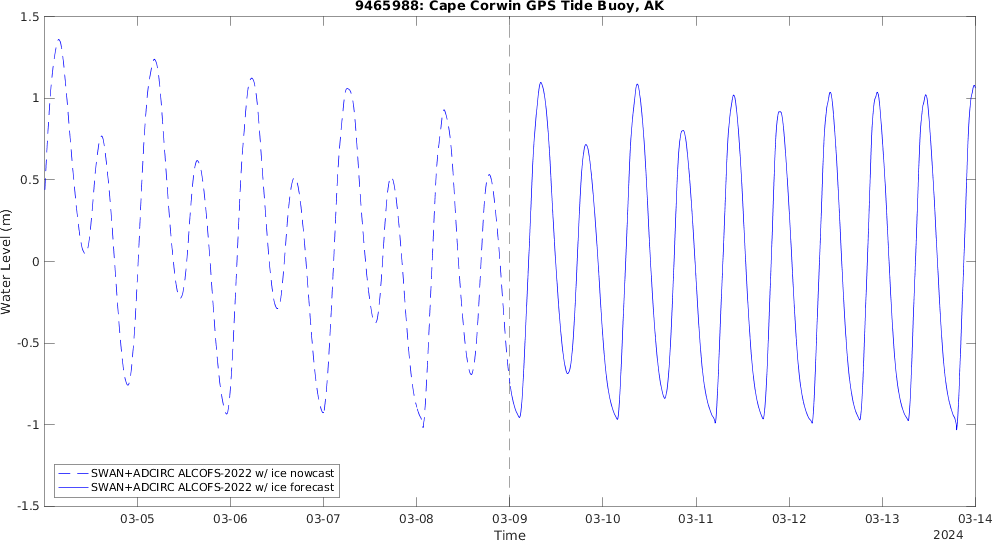 9465988: Cape Corwin GPS Tide Buoy, AK
Water Level (m)
1.5
1
0.5
0
-0.5
-1
-1.5
SWAN+ADCIRC ALCOFS-2022 w/ ice nowcast
SWAN+ADCIRC ALCOFS-2022 w/ ice forecast
03-05 03-06 03-07 03-08 03-09 03-10 03-11 03-12 03-13 03-14
Time
2024